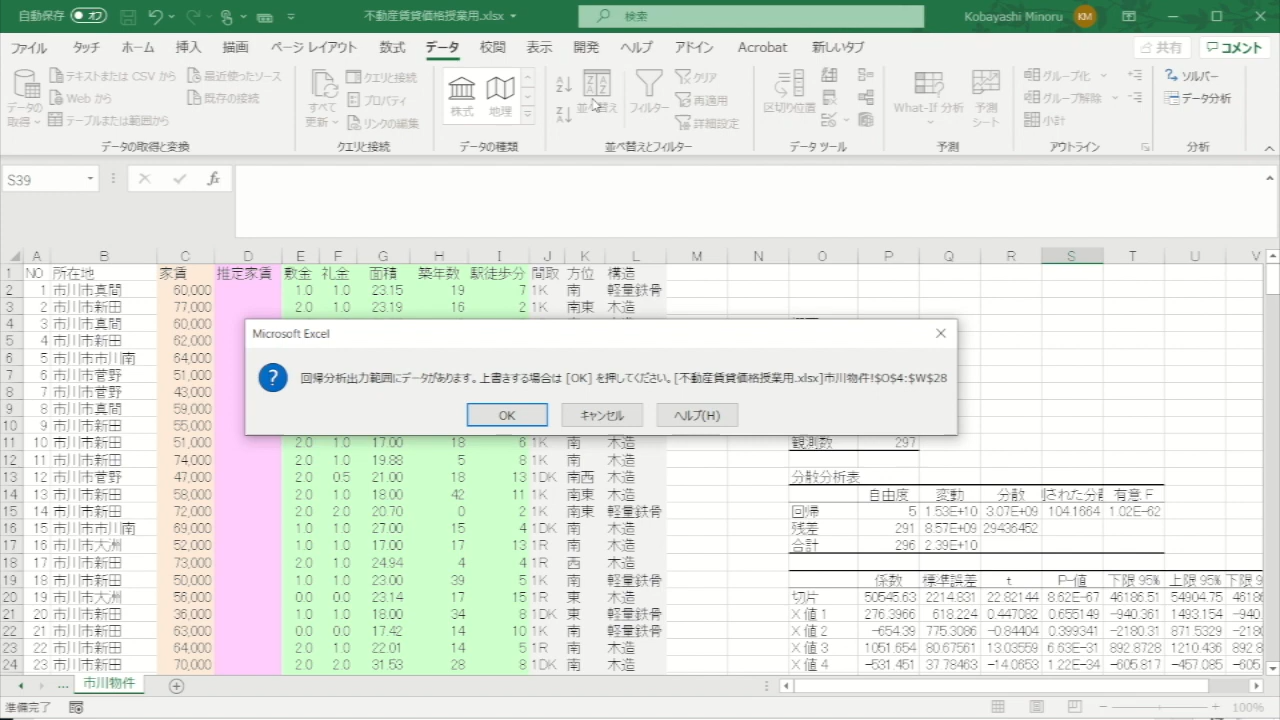 自動保存 オフ 不動産賃貸価格授業用.xlsx 検索 Kobayashi Minoru KM
ファイル タッチ ホーム 挿入 描画 ページ レイアウト 数式 データ 校閲 表示 開発 ヘルプ アドイン Acrobat 新しいタブ 共有 コメント
データの取得 テキストまたは CSV から Web から テーブルまたは範囲から 最近使ったソース 既存の接続
すべて更新 クエリと接続 プロパティ リンクの編集
株式 地理
並べ替え フィルター クリア 再適用 詳細設定
区切り位置
What-If 分析 予測シート
グループ化 グループ解除 小計
ソルバー データ分析
データの取得と変換 クエリと接続 データの種類 並べ替えとフィルター データ ツール 予測 アウトライン 分析
S39 fx
A B C D E F G H I J K L M N O P Q R S T U V
1 NO 所在地 家賃 推定家賃 敷金 礼金 面積 築年数 駅徒歩分 間取 方位 構造
2 1 市川市真間 60,000 1.0 1.0 23.15 19 7 1K 南 軽量鉄骨
3 2 市川市新田 77,000 1.0 1.0 23.19 16 2 1K 南東 木造
4 3 市川市真間 60,000
5 4 市川市新田 62,000
6 5 市川市市川南 64,000
7 6 市川市菅野 51,000
8 7 市川市菅野 43,000
9 8 市川市真間 59,000
10 9 市川市新田 55,000
Microsoft Excel
回帰分析出力範囲にデータがあります。上書きする場合は [OK] を押してください。[不動産賃貸価格授業用.xlsx]市川物件!$O$4:$W$28
OK キャンセル ヘルプ(H)
11 10 市川市新田 51,000 2.0 1.0 17.00 18 6 1K 南 木造 観測数 297
12 11 市川市新田 74,000 2.0 1.0 19.88 5 8 1K 南 木造
13 12 市川市菅野 47,000 2.0 0.5 21.00 18 13 1DK 南西 木造 分散分析表
14 13 市川市新田 58,000 2.0 1.0 18.00 42 11 1K 南東 木造 自由度 変動 分散 された分 有意 F
15 14 市川市新田 72,000 2.0 2.0 20.70 0 2 1K 南東 軽量鉄骨 回帰 5 1.53E+10 3.07E+09 104.1664 1.02E-62
16 15 市川市市川南 69,000 1.0 1.0 27.00 15 4 1DK 南 木造 残差 291 8.57E+09 29436452
17 16 市川市大洲 52,000 1.0 1.0 17.00 17 13 1R 南 木造 合計 296 2.39E+10
18 17 市川市新田 73,000 2.0 1.0 24.94 4 4 1R 西 木造
19 18 市川市新田 50,000 1.0 1.0 23.00 39 5 1K 南 軽量鉄骨 係数 標準誤差 t P-値 下限 95% 上限 95% 下限 9
20 19 市川市大洲 56,000 0.0 0.0 23.14 17 15 1R 東 木造 切片 50545.63 2214.831 22.82144 8.62E-67 46186.51 54904.75 4618
21 20 市川市新田 36,000 1.0 1.0 18.00 34 8 1DK 東 軽量鉄骨 X 値 1 276.3966 618.224 0.447082 0.655149 -940.361 1493.154 -940.
22 21 市川市新田 63,000 0.0 0.0 17.42 14 10 1K 南 軽量鉄骨 X 値 2 -654.39 775.3086 -0.84404 0.399341 -2180.31 871.5329 -218
23 22 市川市新田 64,000 2.0 1.0 22.01 14 5 1R 南 木造 X 値 3 1051.654 80.67561 13.03559 6.63E-31 892.8728 1210.436 892.8
24 23 市川市新田 70,000 2.0 2.0 31.53 28 8 1DK 南 木造 X 値 4 -531.451 37.78463 -14.0653 1.22E-34 -605.817 -457.085 -605.
市川物件
準備完了 100%